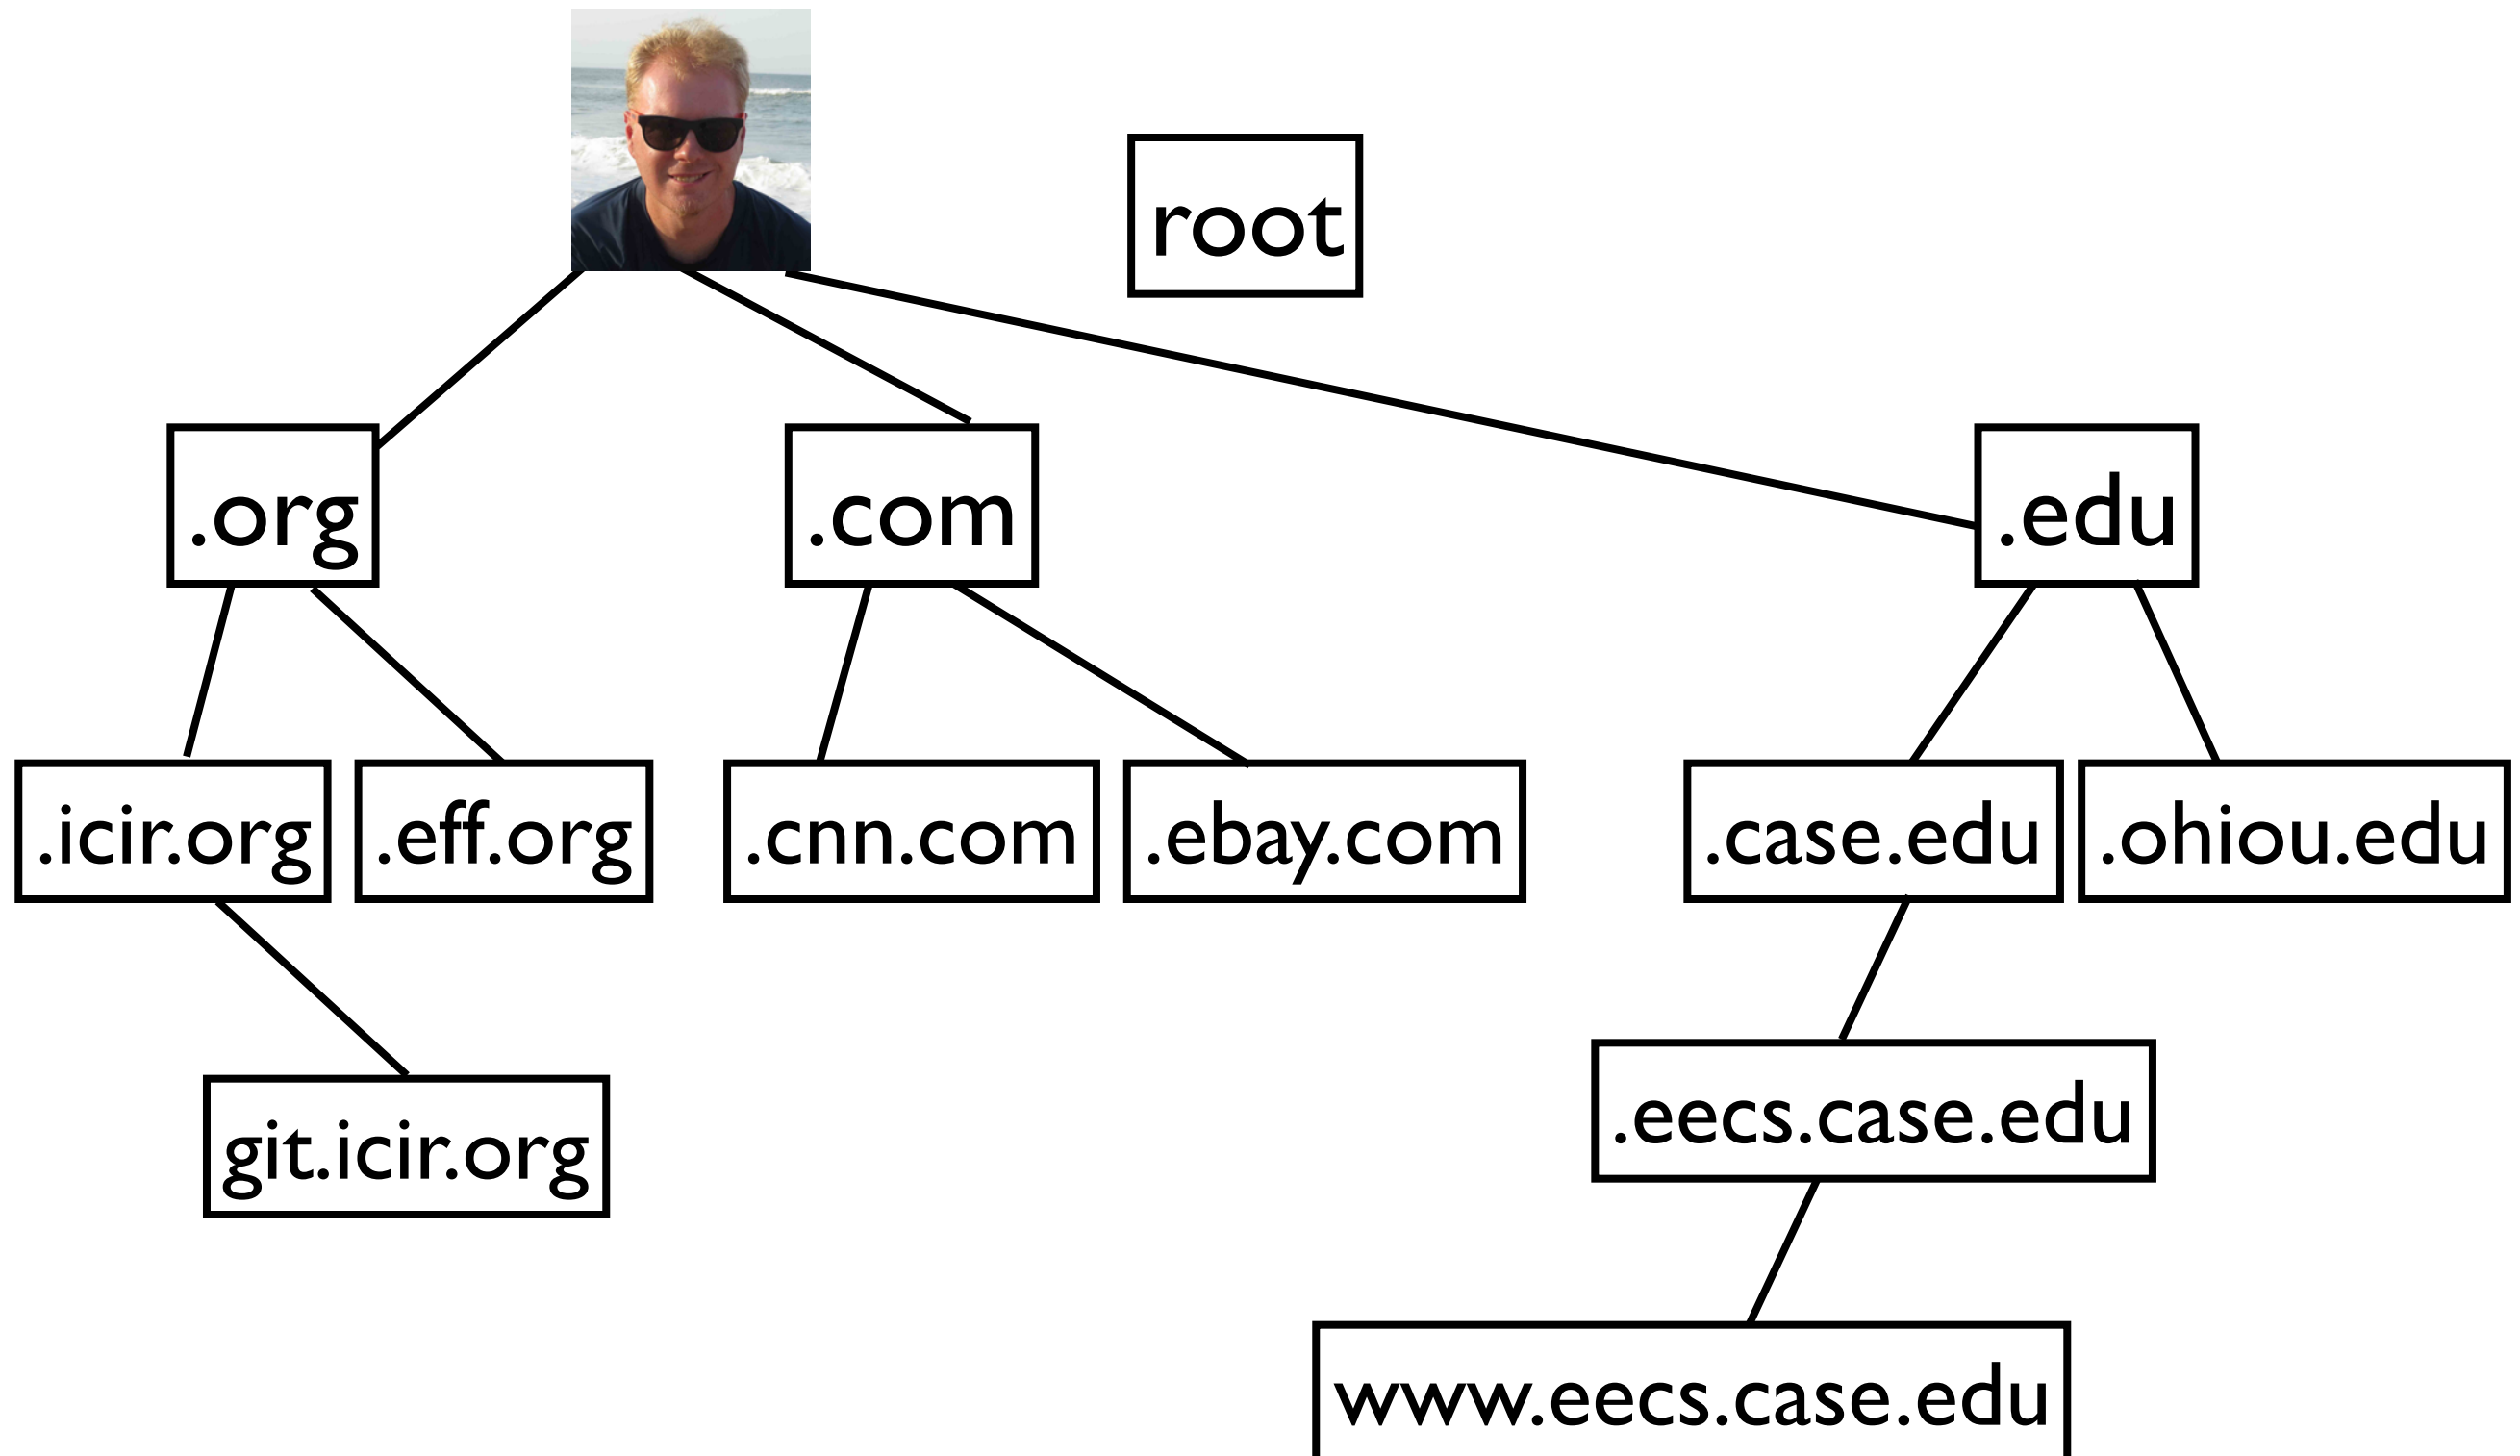 root
.org
.com
.edu
.icir.org
.eff.org
.cnn.com
.ebay.com
.case.edu
.ohiou.edu
.eecs.case.edu
git.icir.org
www.eecs.case.edu